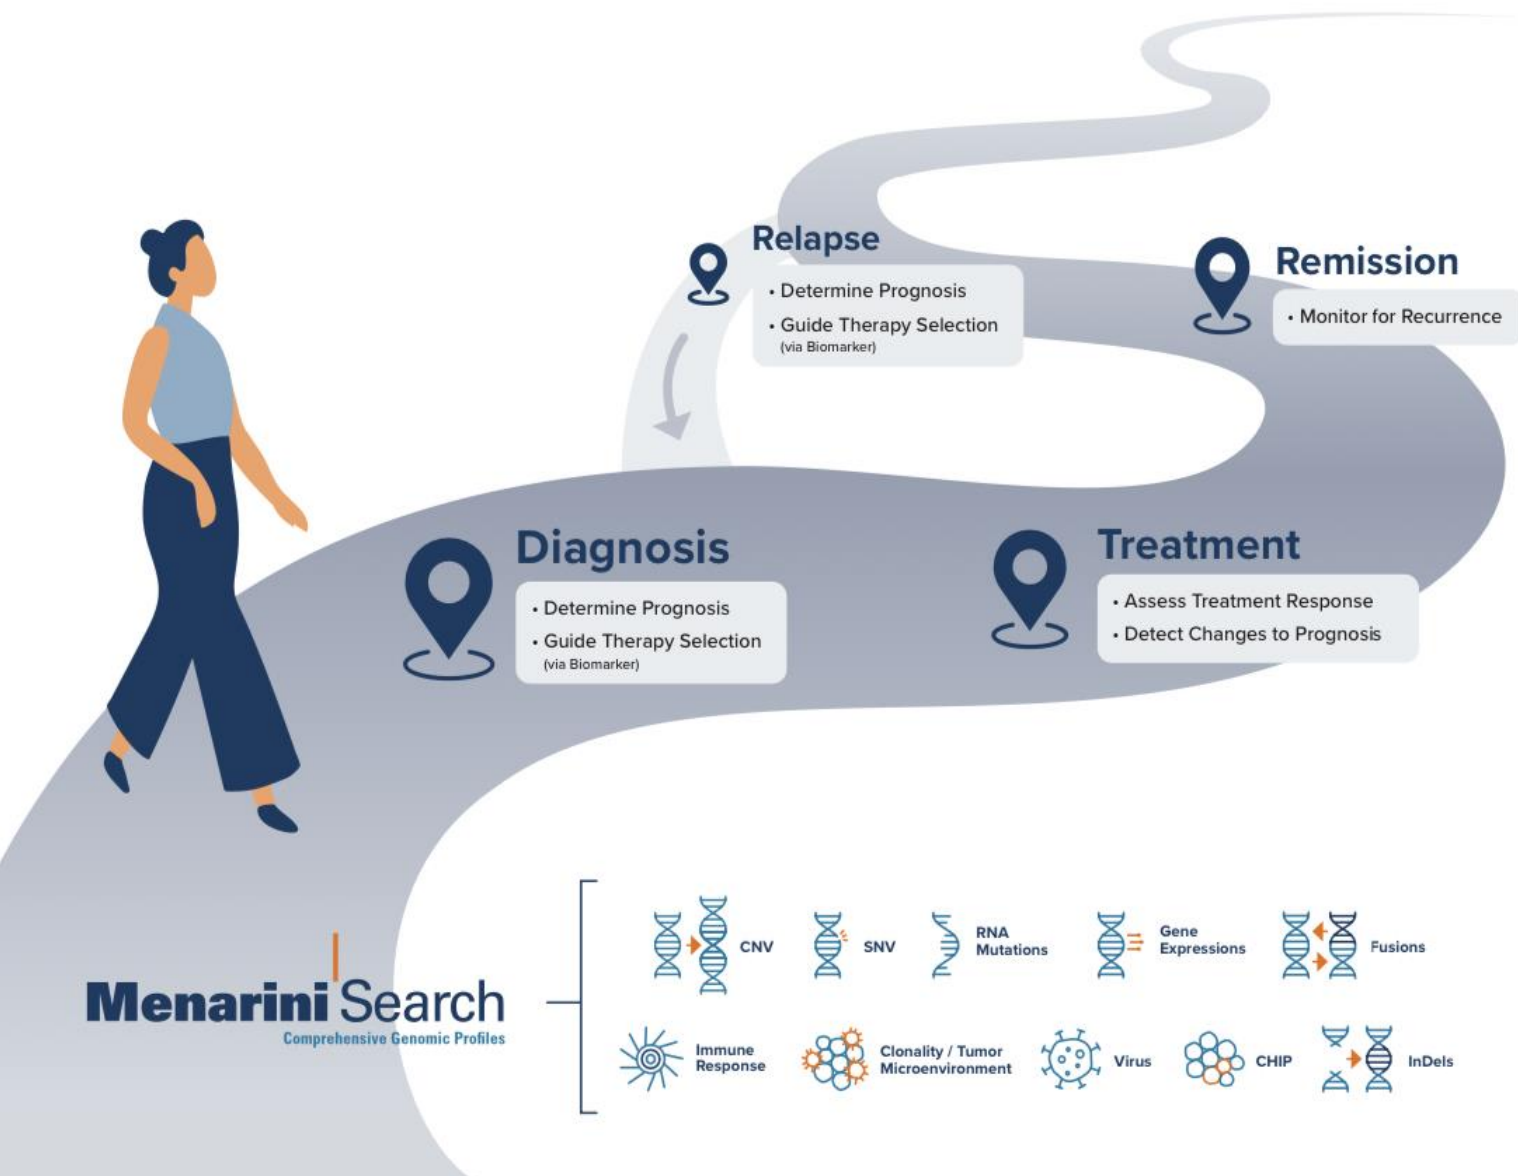 Relapse
• Determine Prognosis
• Guide Therapy Selection
(via Biomarker)
Remission
• Monitor for Recurrence
Diagnosis
• Determine Prognosis
• Guide Therapy Selection
(via Biomarker)
Treatment
• Assess Treatment Response
• Detect Changes to Prognosis
Menarini Search
Comprehensive Genomic Profiles
CNV
SNV
RNA
Mutations
Gene
Expressions
Fusions
Immune
Response
Clonality / Tumor
Microenvironment
Virus
CHIP
InDels